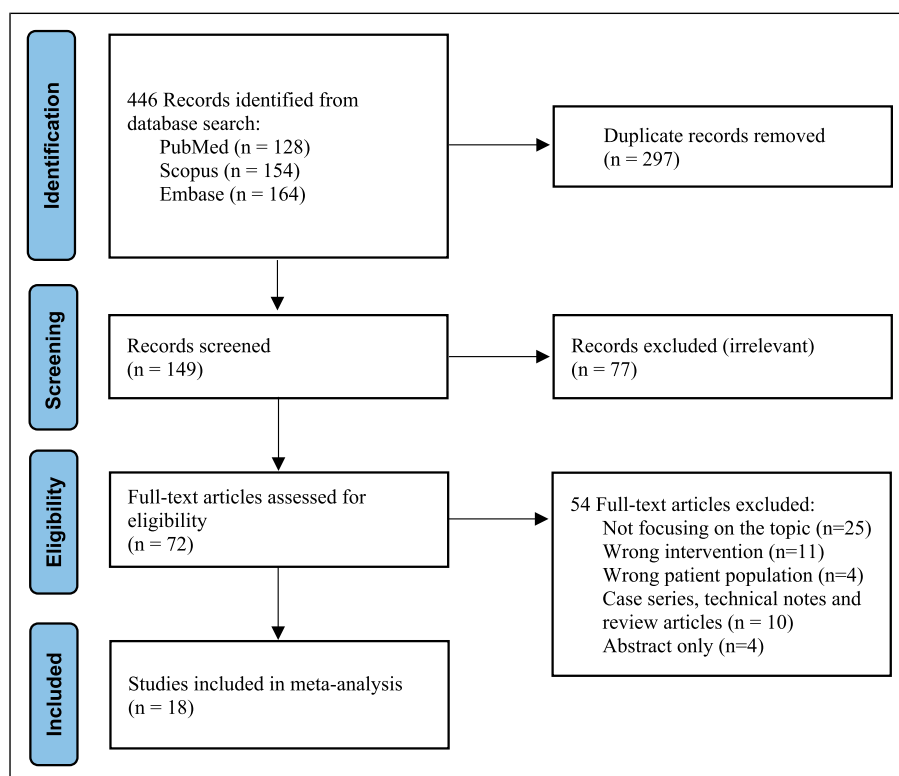 Identification
446 Records identified from
database search:
PubMed (n = 128)
Scopus (n = 154)
Embase (n = 164)
Duplicate records removed
(n = 297)
Screening
Records screened
(n = 149)
Records excluded (irrelevant)
(n = 77)
Eligibility
Full-text articles assessed for
eligibility
(n = 72)
54 Full-text articles excluded:
Not focusing on the topic (n=25)
Wrong intervention (n=11)
Wrong patient population (n=4)
Case series, technical notes and
review articles (n = 10)
Abstract only (n=4)
Included
Studies included in meta-analysis
(n = 18)